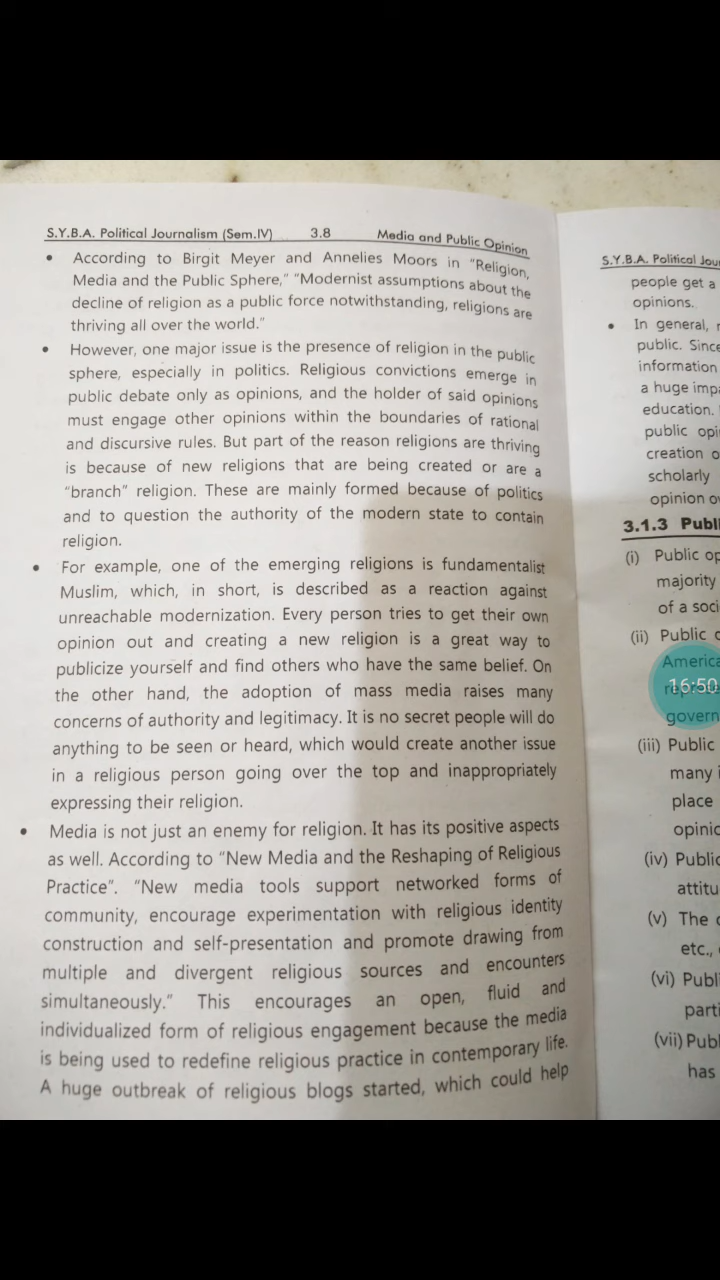 S.Y.B.A. Political Journalism (Sem.IV) 3.8 Media and Public Opinion
• According to Birgit Meyer and Annelies Moors in "Religion,
Media and the Public Sphere," "Modernist assumptions about the
decline of religion as a public force notwithstanding, religions are
thriving all over the world."
• However, one major issue is the presence of religion in the public
sphere, especially in politics. Religious convictions emerge in
public debate only as opinions, and the holder of said opinions
must engage other opinions within the boundaries of rational
and discursive rules. But part of the reason religions are thriving
is because of new religions that are being created or are a
"branch" religion. These are mainly formed because of politics
and to question the authority of the modern state to contain
religion.
• For example, one of the emerging religions is fundamentalist
Muslim, which, in short, is described as a reaction against
unreachable modernization. Every person tries to get their own
opinion out and creating a new religion is a great way to
publicize yourself and find others who have the same belief. On
the other hand, the adoption of mass media raises many
concerns of authority and legitimacy. It is no secret people will do
anything to be seen or heard, which would create another issue
in a religious person going over the top and inappropriately
expressing their religion.
• Media is not just an enemy for religion. It has its positive aspects
as well. According to "New Media and the Reshaping of Religious
Practice". "New media tools support networked forms of
community, encourage experimentation with religious identity
construction and self-presentation and promote drawing from
multiple and divergent religious sources and encounters
simultaneously." This encourages an open, fluid and
individualized form of religious engagement because the media
is being used to redefine religious practice in contemporary life.
A huge outbreak of religious blogs started, which could help
S.Y.B.A. Political
people get a
opinions.
• In general,
public. Since
information
a huge
education.
public
creation
scholarly
opinion
3.1.3
(i) Public
majority
of a
(ii) Public
16:50
govern
(iii) Public
many
place
(iv)
(v) The
etc.,
(vi)
(vii)
has